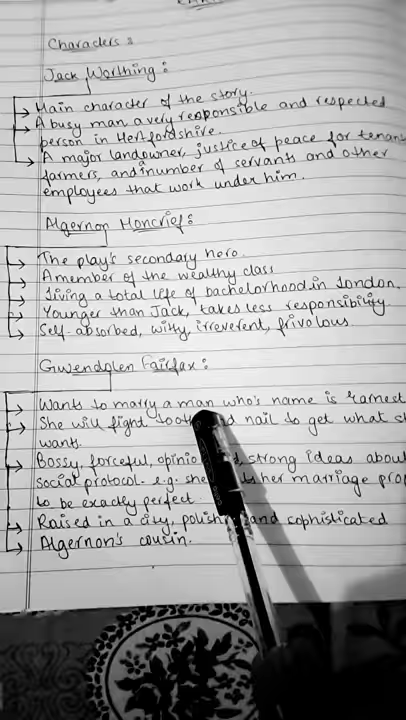 Characters :
Jack Worthing :
Main character of the story.
A busy man a very responsible and respected
person in Hertfordshire.
A major landowner, justice of peace for tenant
farmers, and number of servants and other
employees that work under him.
Algernon Moncrief :
The play's secondary hero.
A member of the wealthy class
Living a total life of bachelorhood in London.
Younger than Jack, takes less responsibility.
Self-absorbed, witty, irreverent, frivolous.
Gwendolen Fairfax :
Wants to marry a man who's name is Earnest
She will fight tooth and nail to get what
wants.
Bossy, forceful, strong ideas about
social protocol. e.g. she her marriage
to be exactly perfect.
Raised in a city, and sophisticated
Algernon's cousin.